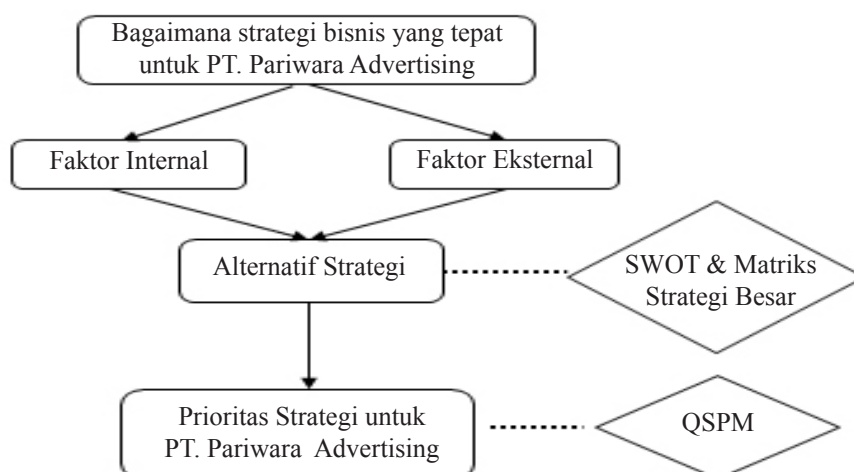 Bagaimana strategi bisnis yang tepat
untuk PT. Pariwara Advertising
Faktor Internal
Faktor Eksternal
Alternatif Strategi
SWOT & Matriks
Strategi Besar
Prioritas Strategi untuk
PT. Pariwara Advertising
QSPM